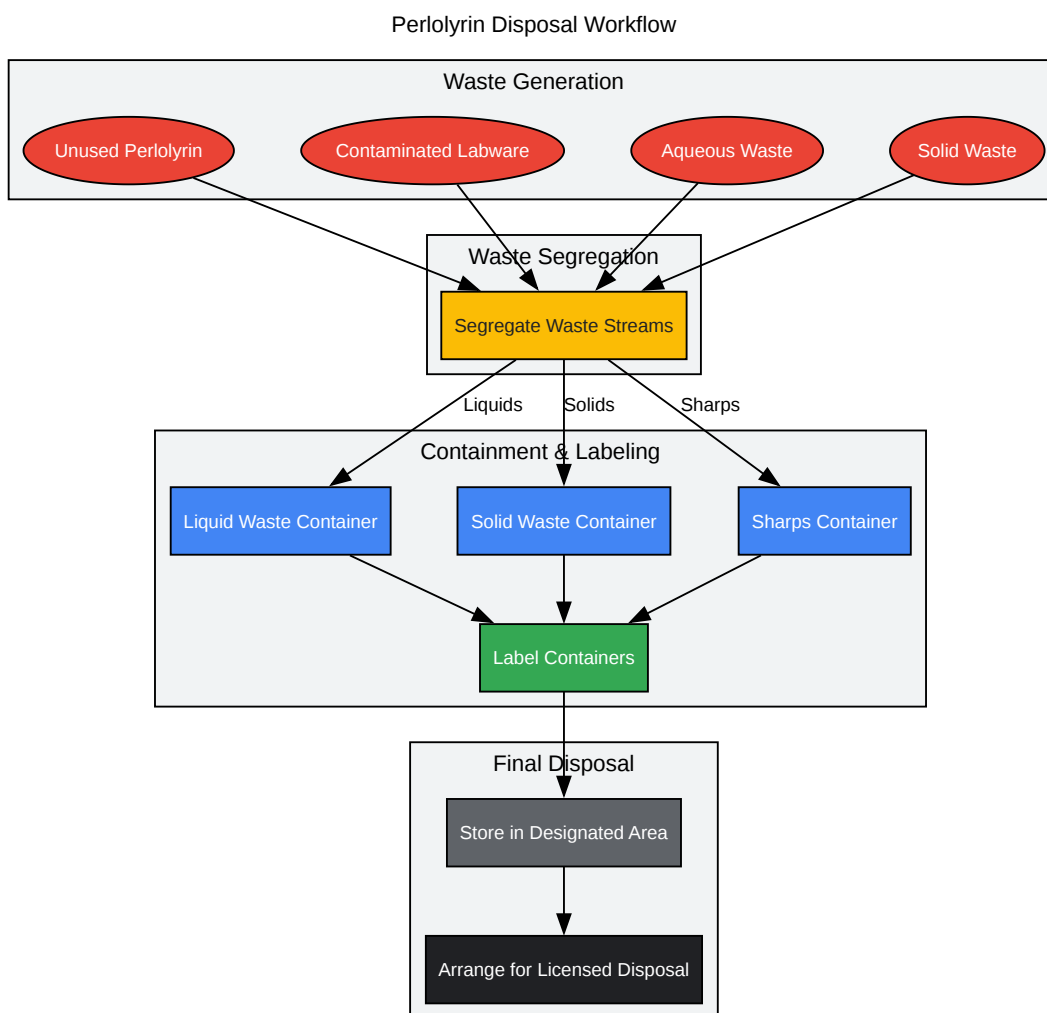 Perlolyrin Disposal Workflow
Waste Generation
Unused Perlolyrin
Contaminated Labware
Aqueous Waste
Solid Waste
Waste Segregation
Segregate Waste Streams
Liquids
Solids
Sharps
Containment & Labeling
Liquid Waste Container
Solid Waste Container
Sharps Container
Label Containers
Final Disposal
Store in Designated Area
Arrange for Licensed Disposal